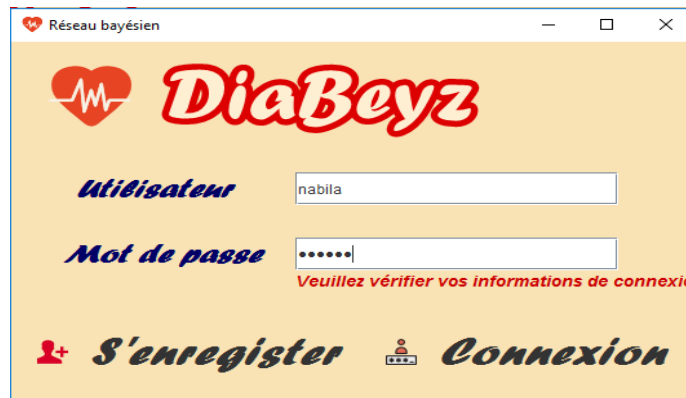 Réseau bayésien
DiaBeyz
Utilisateur
nabila
Mot de passe
••••••
Veuillez vérifier vos informations de connexi
S'enregister
Connexion